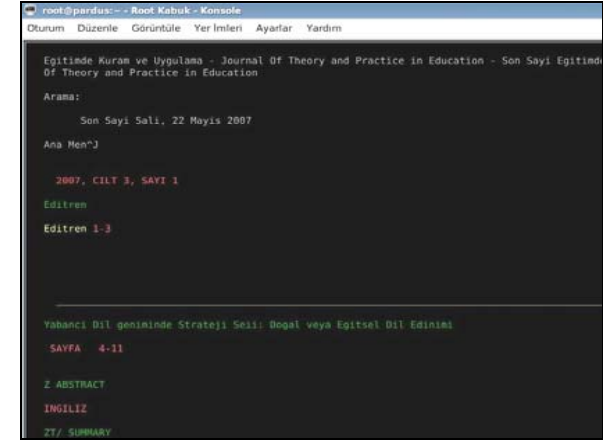 root@pardus:~ - Root Kabuk - Konsole
Oturum Düzenle Görüntüle Yer İmleri Ayarlar Yardım
Egitimde Kuram ve Uygulama - Journal Of Theory and Practice in Education - Son Sayi Egitimde
Of Theory and Practice in Education
Arama:
Son Sayi Sali, 22 Mayis 2007
Ana Men^J
2007, CILT 3, SAYI 1
Editren
Editren 1-3
Yabanci Dil geniminde Strateji Seii: Dogal veya Egitsel Dil Edinimi
SAYFA 4-11
Z ABSTRACT
INGILIZ
ZT/ SUMMARY